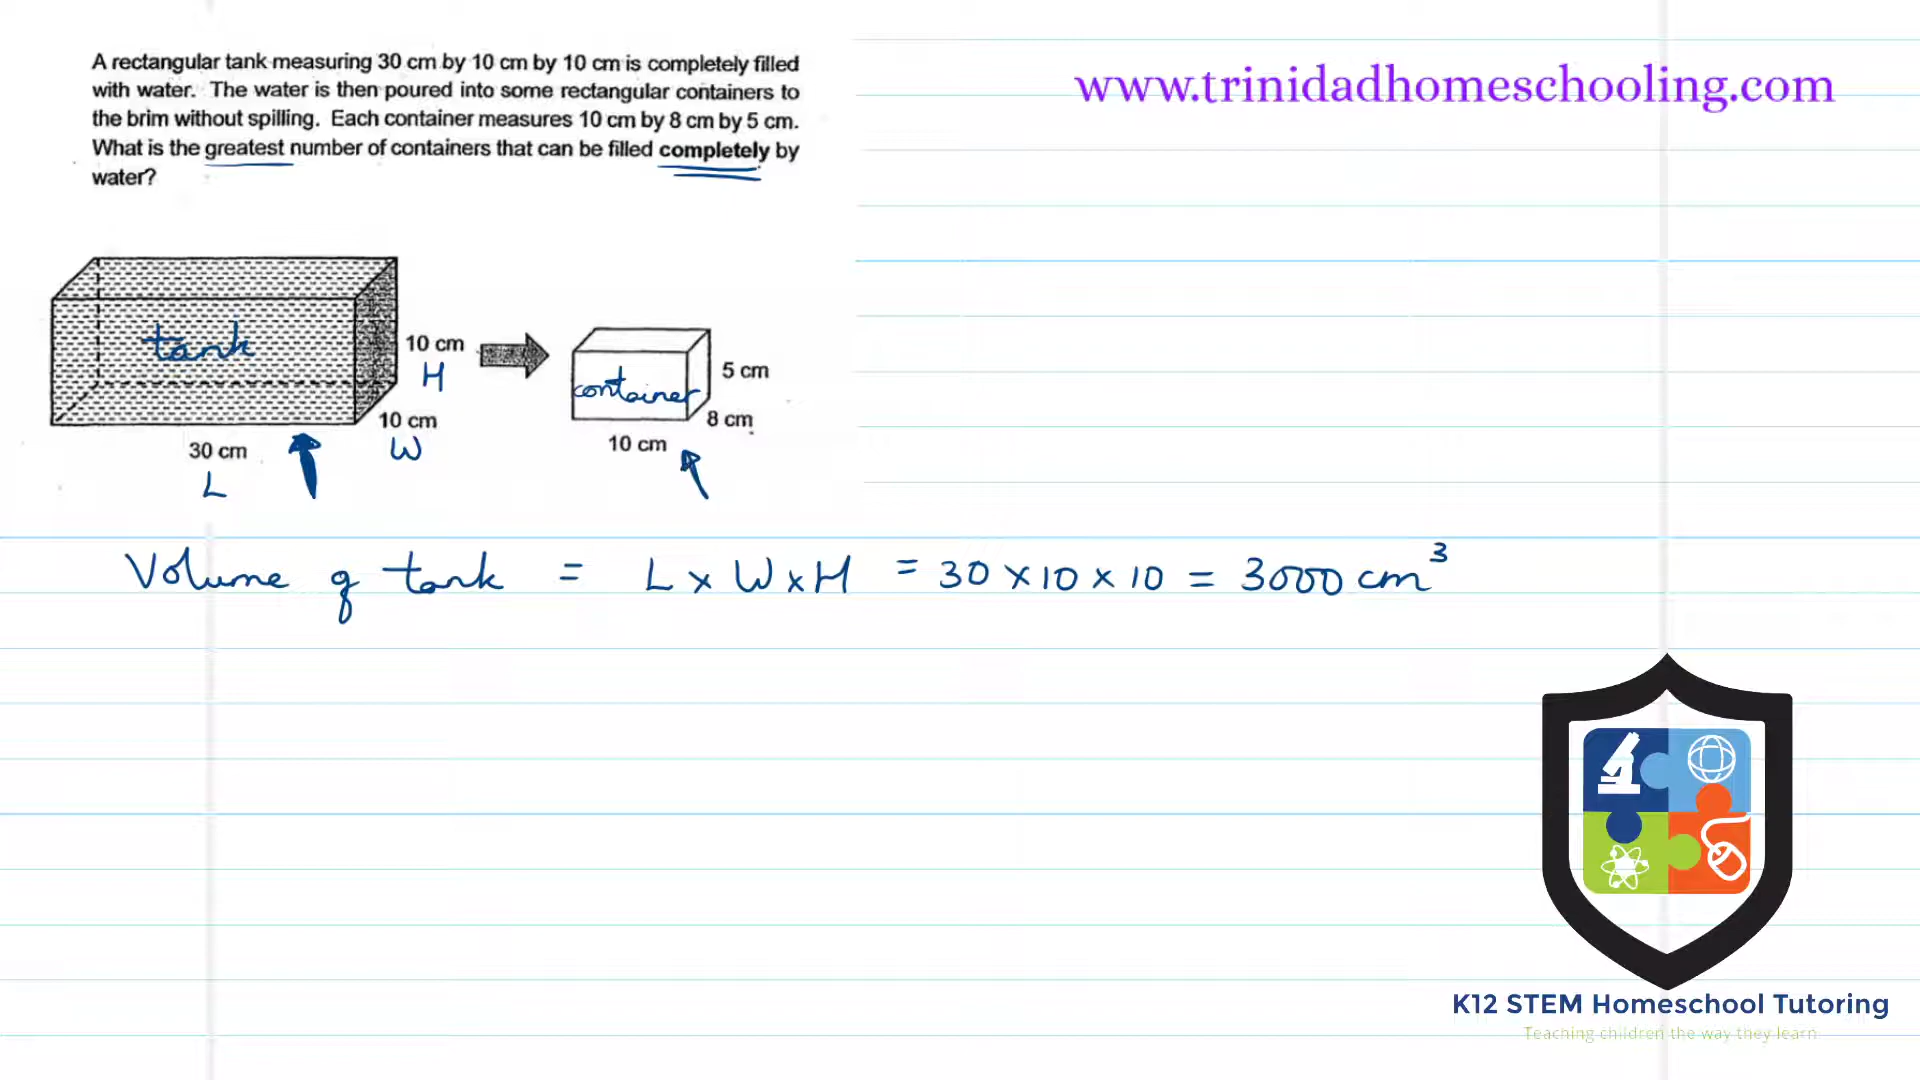 A rectangular tank measuring 30 cm by 10 cm by 10 cm is completely filled
with water. The water is then poured into some rectangular containers to
the brim without spilling. Each container measures 10 cm by 8 cm by 5 cm.
What is the greatest number of containers that can be filled completely by
water?
www.trinidadhomeschooling.com
tank
10 cm
H
10 cm
W
30 cm
L
container
5 cm
8 cm
10 cm
Volume of tank = L x W x H = 30 x 10 x 10 = 3000 cm³
K12 STEM Homeschool Tutoring
Teaching children the way they learn